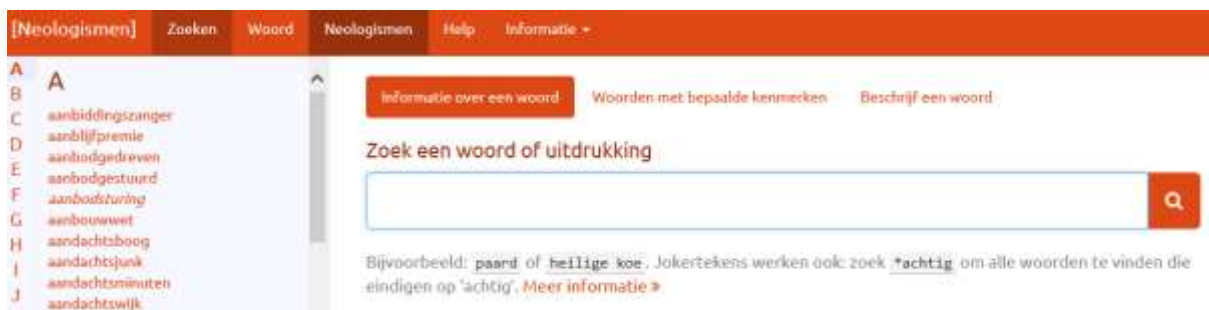 [Neologismen] Zoeken Woord Neologismen Help Informatie
A
B
C
D
E
F
G
H
I
J
A
aanbiddingszanger
aanblijfpremie
aanbodgedreven
aanbodgestuurd
aanbodsturing
aanbouwwet
aandachtsboog
aandachtsjunk
aandachtsminuten
aandachtswijk
Informatie over een woord Woorden met bepaalde kenmerken Beschrijf een woord
Zoek een woord of uitdrukking
Bijvoorbeeld: paard of heilige koe. Jokertekens werken ook: zoek *achtig om alle woorden te vinden die
eindigen op 'achtig'. Meer informatie »